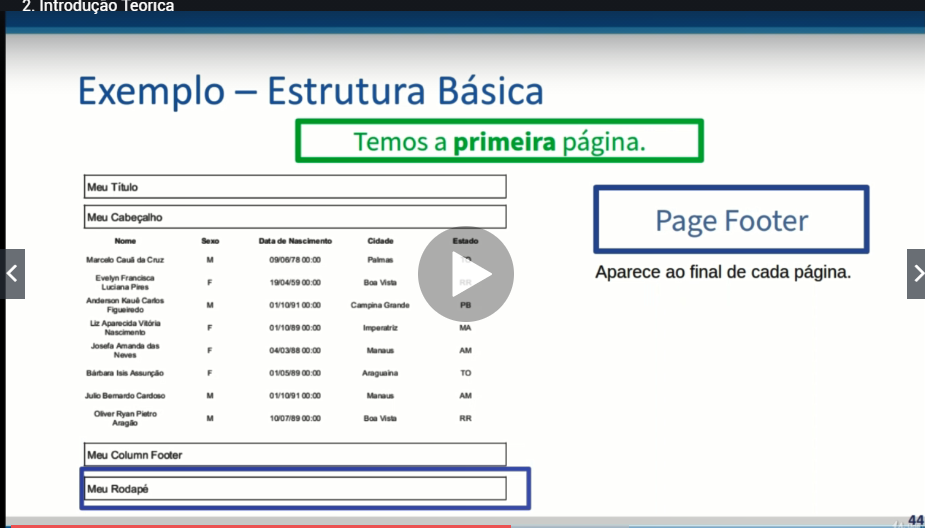 2. Introdução Teórica
Exemplo – Estrutura Básica
Temos a primeira página.
Meu Título
Meu Cabeçalho
Nome Sexo Data de Nascimento Cidade Estado
Marcelo Cauã da Cruz M 09/06/78 00:00 Palmas
Evelyn Francisca
Luciana Pires F 19/04/59 00:00 Boa Vista RR
Anderson Kauê Carlos
Figueiredo M 01/10/91 00:00 Campina Grande PB
Liz Aparecida Vitória
Nascimento F 01/10/89 00:00 Imperatriz MA
Josefa Amanda das
Neves F 04/03/88 00:00 Manaus AM
Bárbara Isis Assunção F 01/05/89 00:00 Araguaína TO
Julio Bernardo Cardoso M 01/10/91 00:00 Manaus AM
Oliver Ryan Pietro
Aragão M 10/07/89 00:00 Boa Vista RR
Meu Column Footer
Meu Rodapé
Page Footer
Aparece ao final de cada página.
44